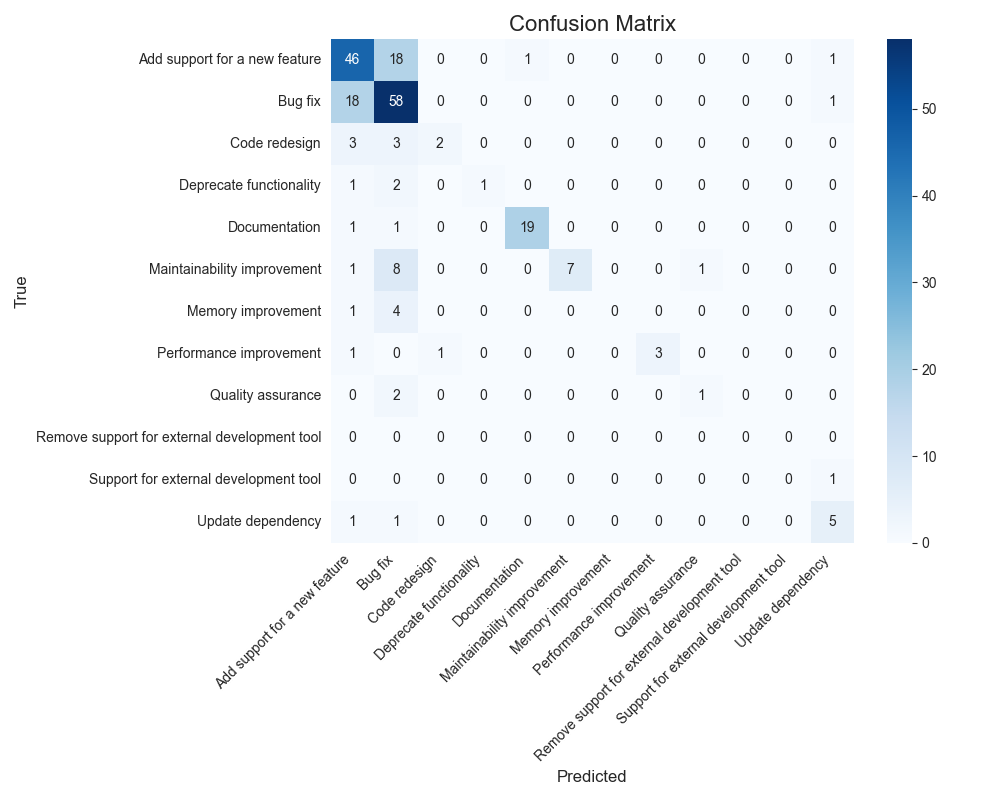 Confusion Matrix
Add support for a new feature 46 18 0 0 1 0 0 0 0 0 0 1
Bug fix 18 58 0 0 0 0 0 0 0 0 0 1
Code redesign 3 3 2 0 0 0 0 0 0 0 0 0
Deprecate functionality 1 2 0 1 0 0 0 0 0 0 0 0
Documentation 1 1 0 0 19 0 0 0 0 0 0 0
Maintainability improvement 1 8 0 0 0 7 0 0 1 0 0 0
Memory improvement 1 4 0 0 0 0 0 0 0 0 0 0
Performance improvement 1 0 1 0 0 0 0 3 0 0 0 0
Quality assurance 0 2 0 0 0 0 0 0 1 0 0 0
Remove support for external development tool 0 0 0 0 0 0 0 0 0 0 0 0
Support for external development tool 0 0 0 0 0 0 0 0 0 0 0 1
Update dependency 1 1 0 0 0 0 0 0 0 0 0 5
True
Add support for a new feature
Bug fix
Code redesign
Deprecate functionality
Documentation
Maintainability improvement
Memory improvement
Performance improvement
Quality assurance
Remove support for external development tool
Support for external development tool
Update dependency
Predicted
50
40
30
20
10
0